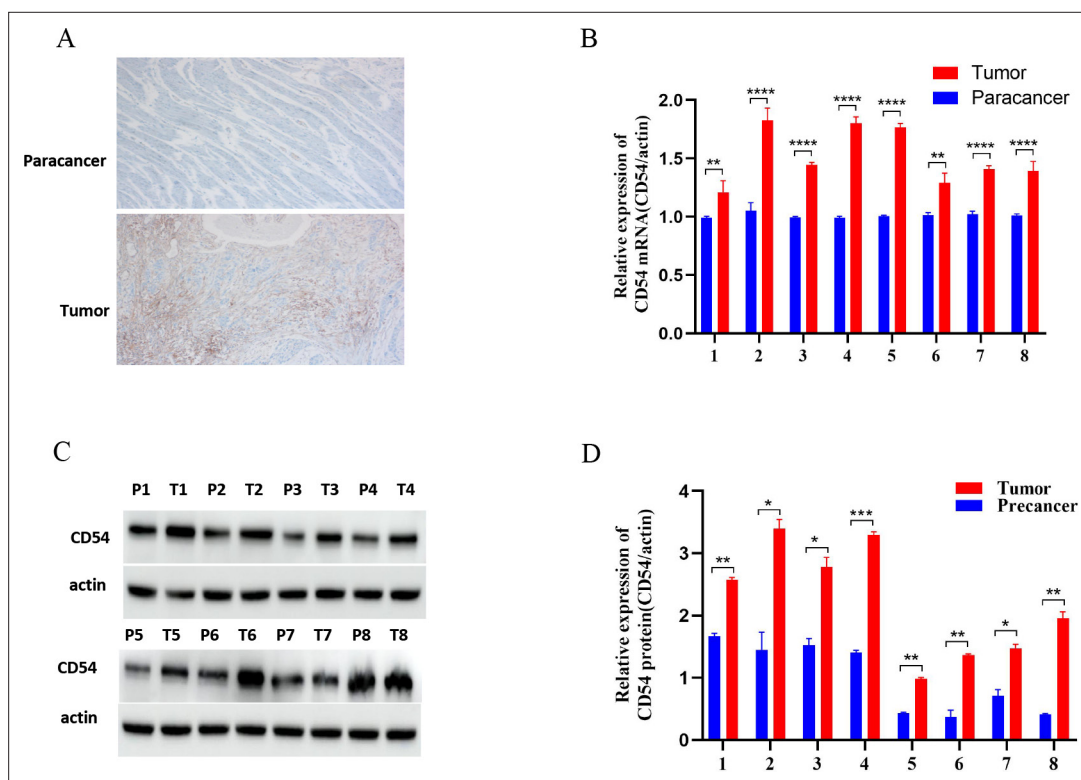 A
Paracancer
Tumor
B
Tumor
Paracancer
Relative expression of
CD54 mRNA(CD54/actin)
2.0
1.5
1.0
0.5
0.0
** **** **** **** **** ** **** ****
1 2 3 4 5 6 7 8
C
P1 T1 P2 T2 P3 T3 P4 T4
CD54
actin
P5 T5 P6 T6 P7 T7 P8 T8
CD54
actin
D
Tumor
Precancer
Relative expression of
CD54 protein(CD54/actin)
4
3
2
1
0
** * * *** ** ** * **
1 2 3 4 5 6 7 8